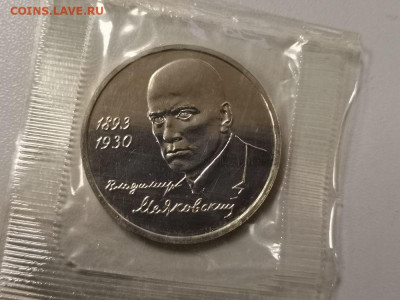 COINS.LAVE.RU
1893
1930
Владимир
Маяковский